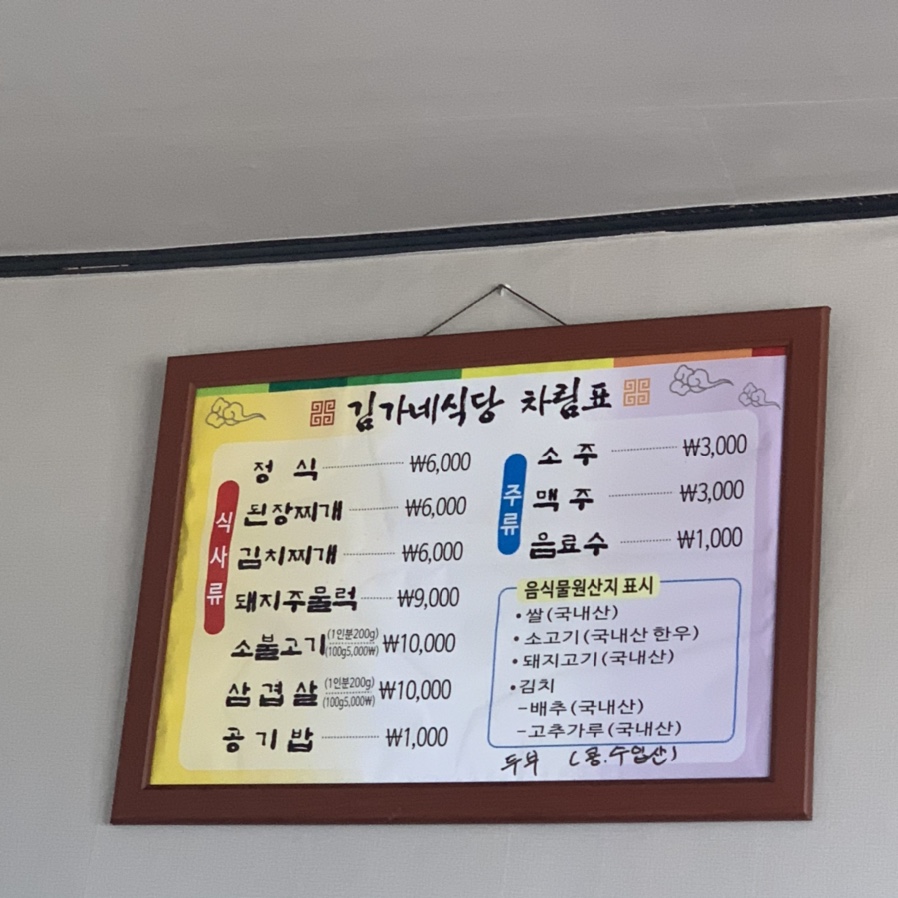 김가네식당 차림표
식사류
정 식 ₩6,000
된장찌개 ₩6,000
김치찌개 ₩6,000
돼지주물럭 ₩9,000
소불고기 (1인분200g) (100g5,000₩) ₩10,000
삼겹살 (1인분200g) (100g5,000₩) ₩10,000
공기밥 ₩1,000
주류
소 주 ₩3,000
맥 주 ₩3,000
음료수 ₩1,000
음식물원산지 표시
•쌀(국내산)
•소고기(국내산 한우)
•돼지고기(국내산)
•김치
-배추(국내산)
-고추가루(국내산)
두부 (콩.수입산)